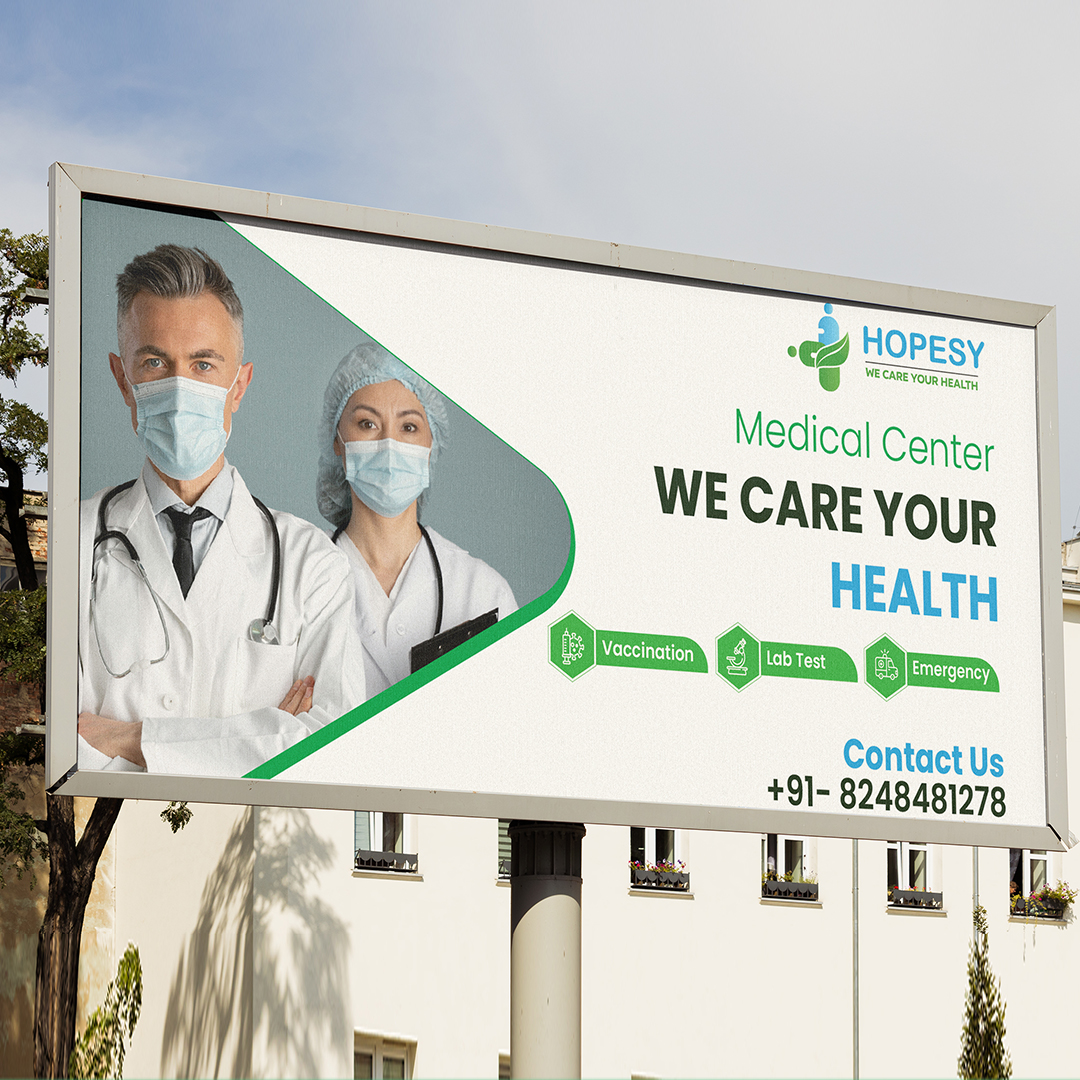 HOPESY
WE CARE YOUR HEALTH
Medical Center
WE CARE YOUR
HEALTH
Vaccination
Lab Test
Emergency
Contact Us
+91- 8248481278